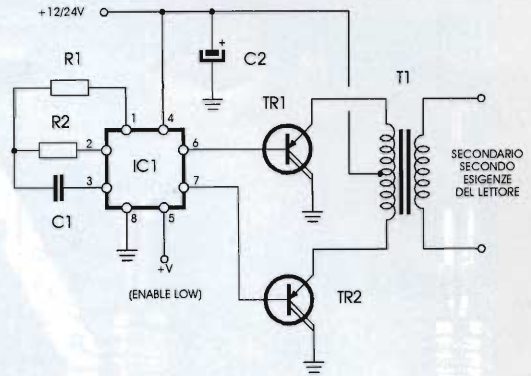 +12/24V
+
C2
R1
T1
TR1
R2
1
4
2
6
IC1
3
7
C1
8
5
SECONDARIO
SECONDO
ESIGENZE
DEL LETTORE
+V
(ENABLE LOW)
TR2